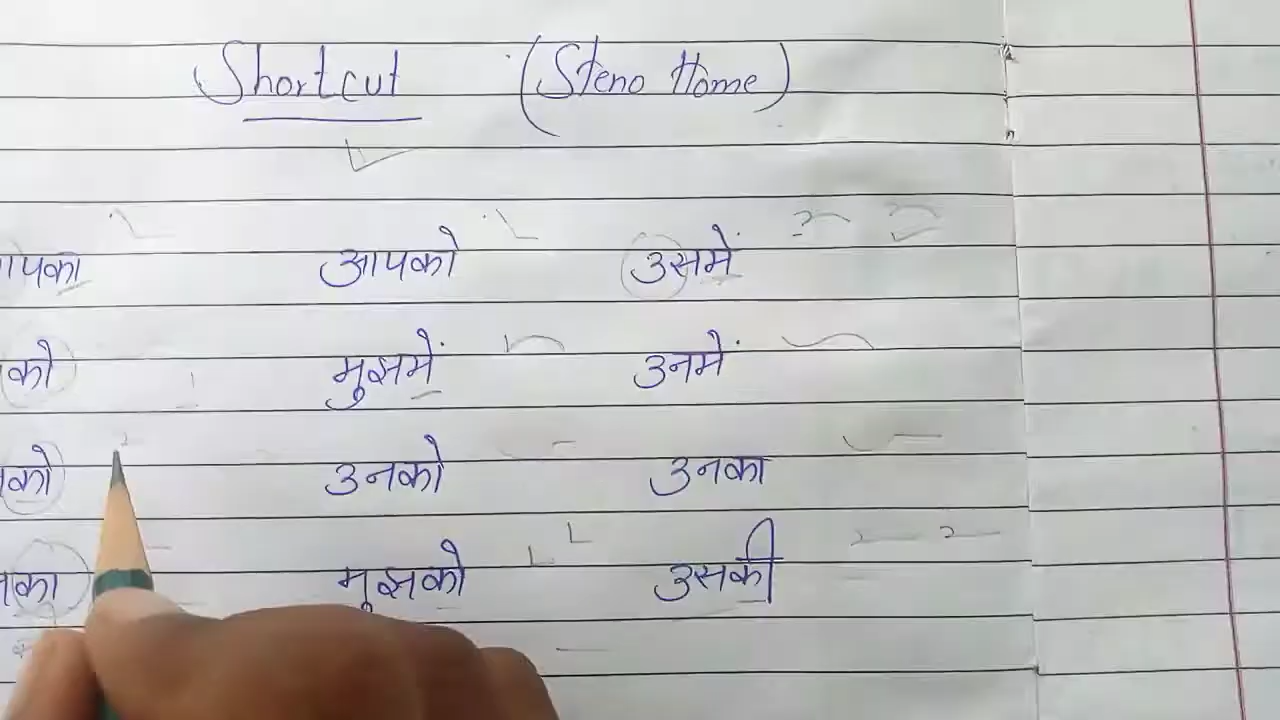 Shortcut (Steno Home)
आपको उसमें
को मुझमें उनमें
को उनको उनका
का मुझको उसकी